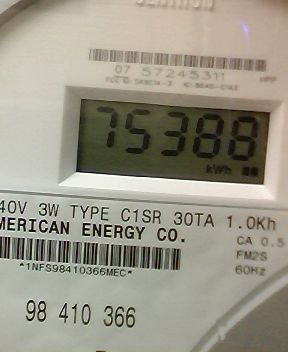 07 57245311
75388
kWh
40V 3W TYPE C1SR 30TA 1.0Kh
MERICAN ENERGY CO.
CA 0.5
*1NFS98410366MEC*
FM2S
60Hz
98 410 366